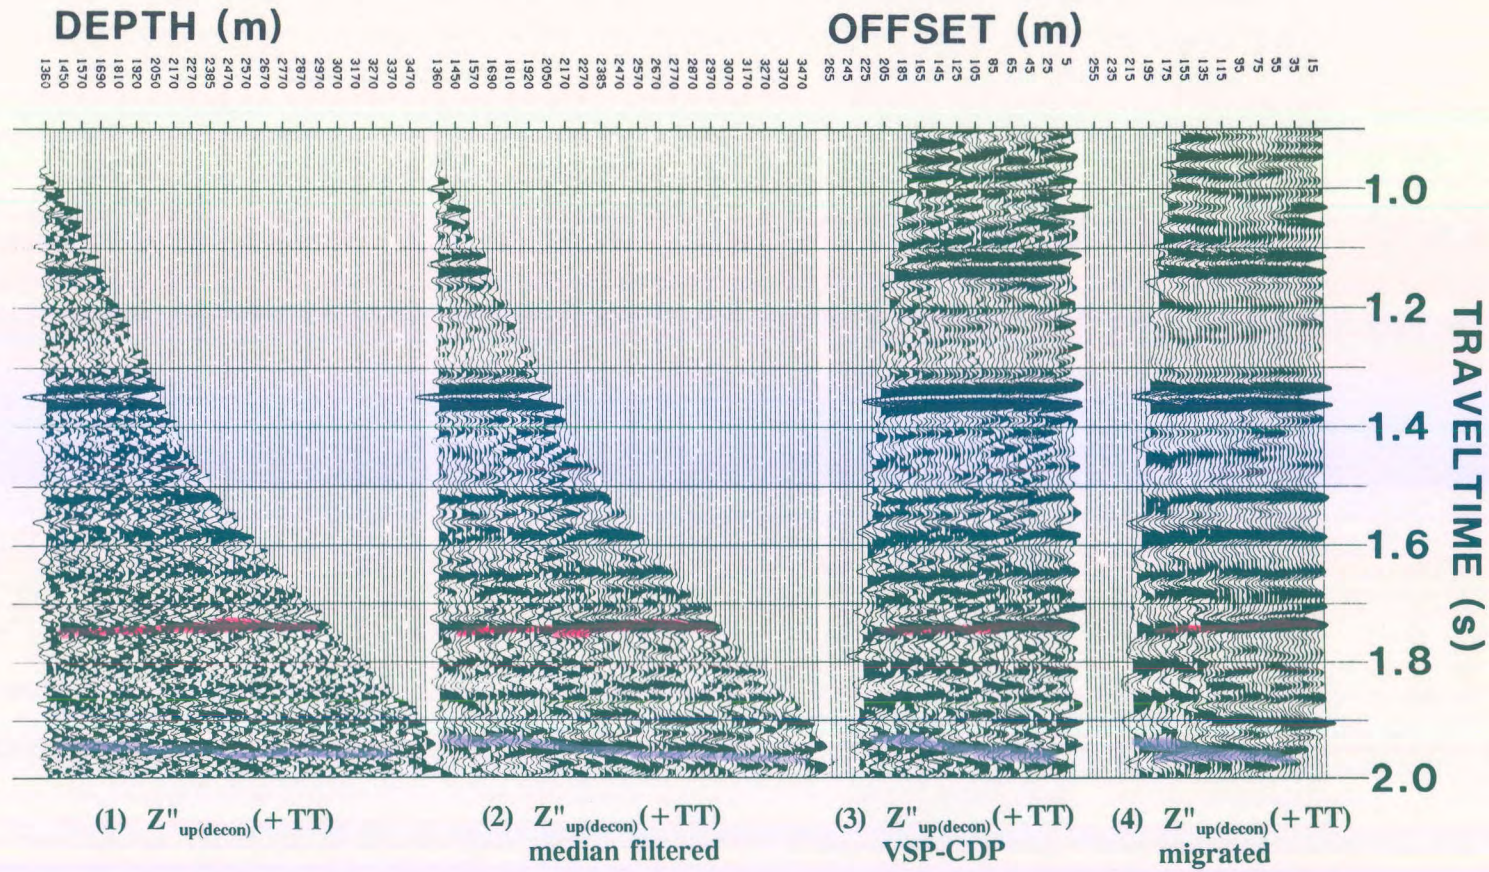 DEPTH (m) OFFSET (m)
1360 1450 1570 1690 1810 1820 2050 2170 2270 2385 2470 2570 2670 2770 2870 2970 3070 3170 3270 3370 3470 1360 1450 1570 1690 1810 1920 2050 2170 2270 2385 2470 2570 2670 2770 2870 2970 3070 3170 3270 3370 3470 265 245 225 205 185 165 145 125 105 85 65 45 25 5 255 235 215 195 175 155 135 115 95 75 55 35 15
1.0
1.2
1.4
1.6
1.8
2.0
TRAVELTIME (s)
(1) Z"up(decon)(+TT) (2) Z"up(decon)(+TT) (3) Z"up(decon)(+TT) (4) Z"up(decon)(+TT)
median filtered VSP-CDP migrated